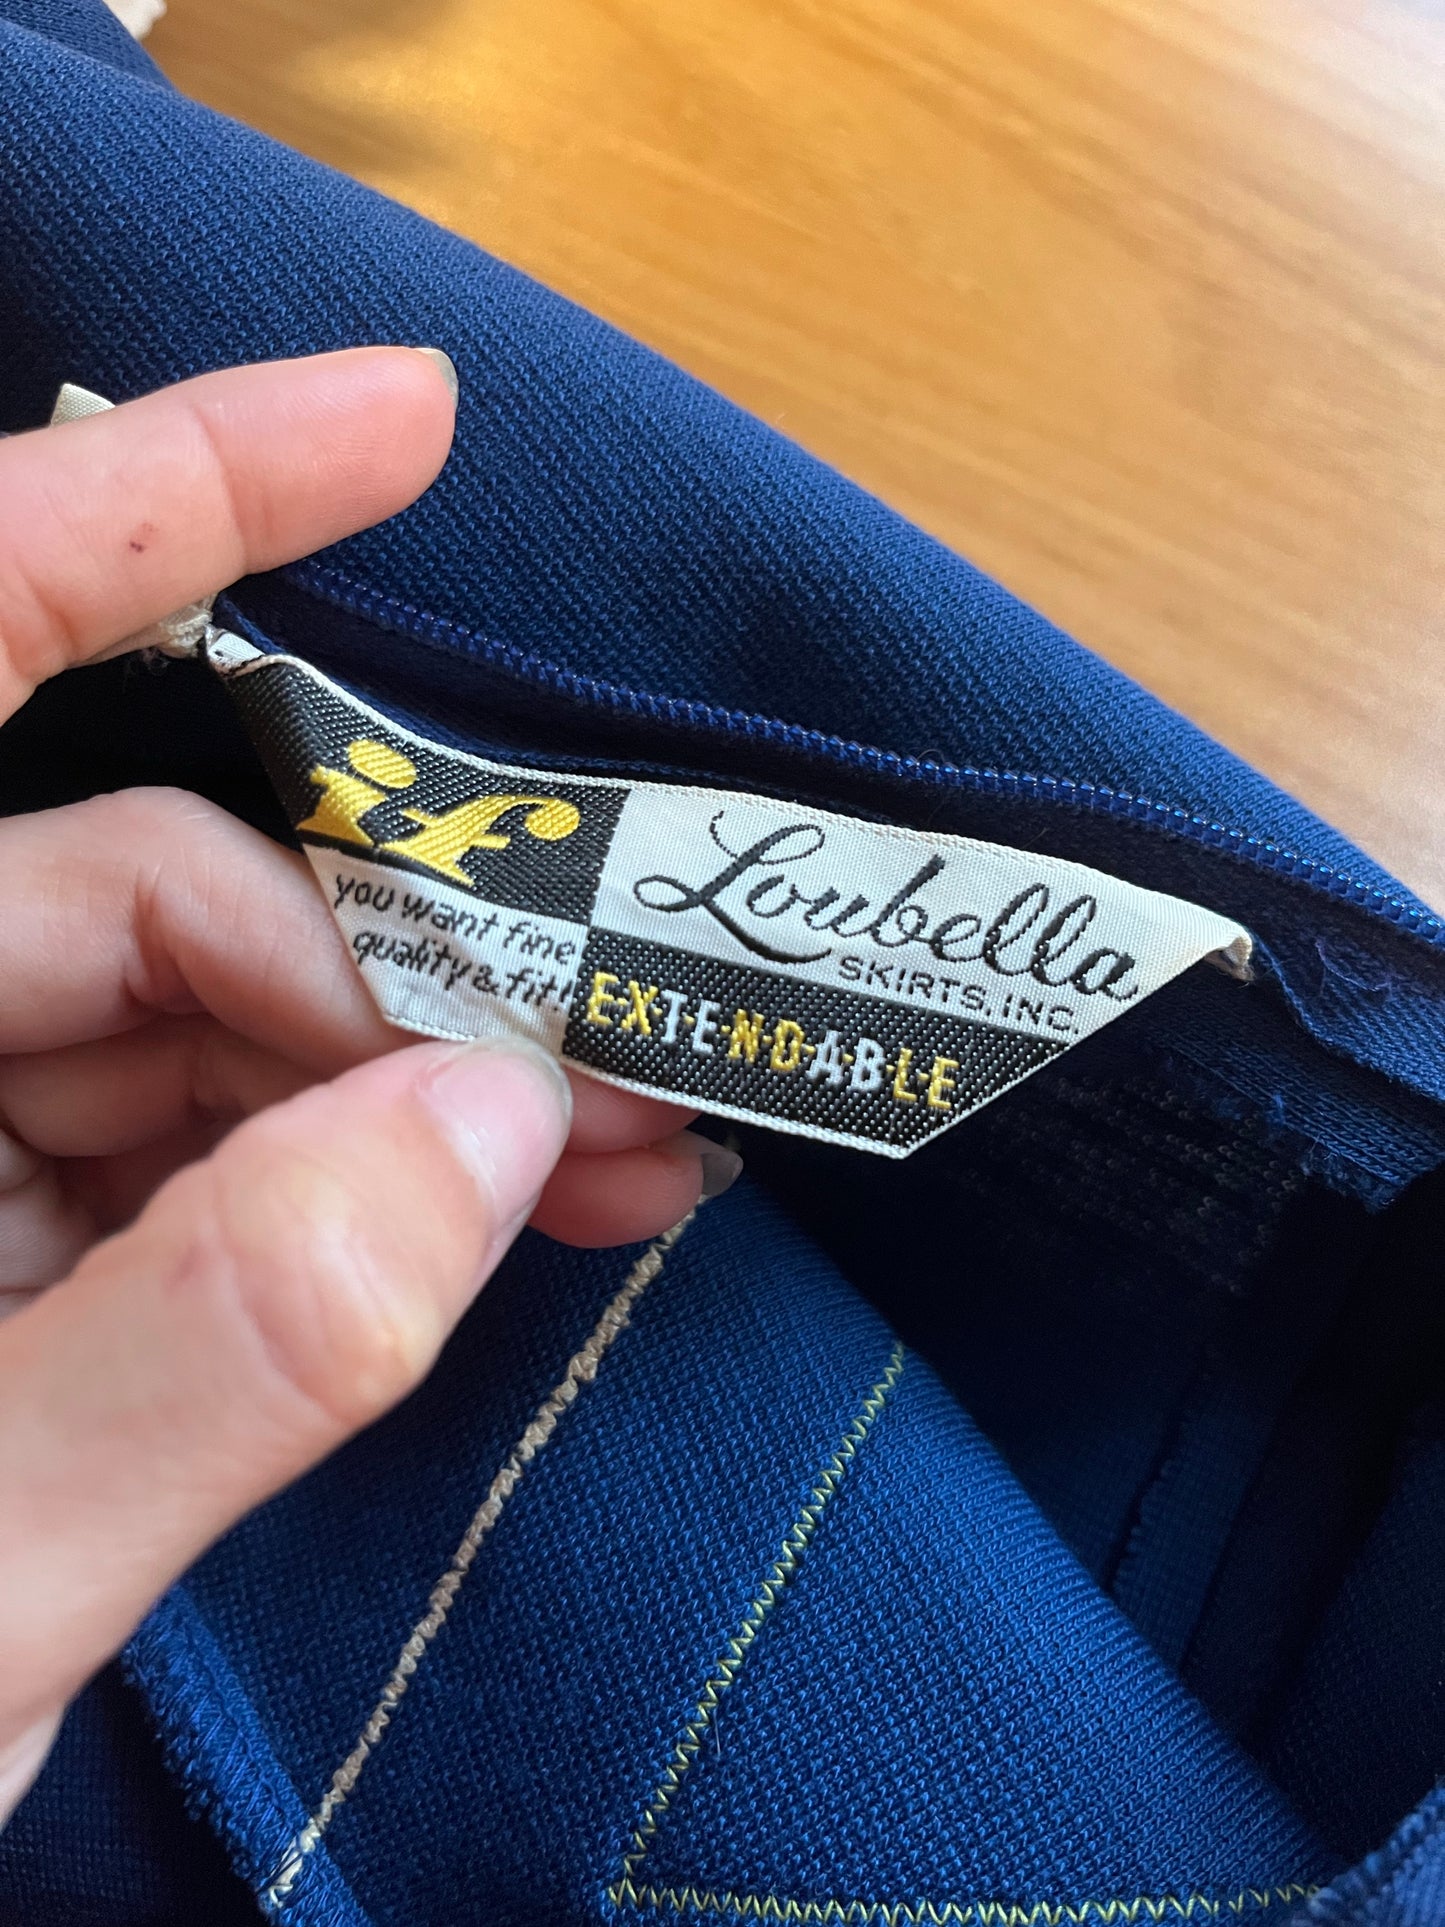 if
you want fine
quality & fit!
Loubella
SKIRTS, INC.
E·X·T·E·N·D·A·B·L·E